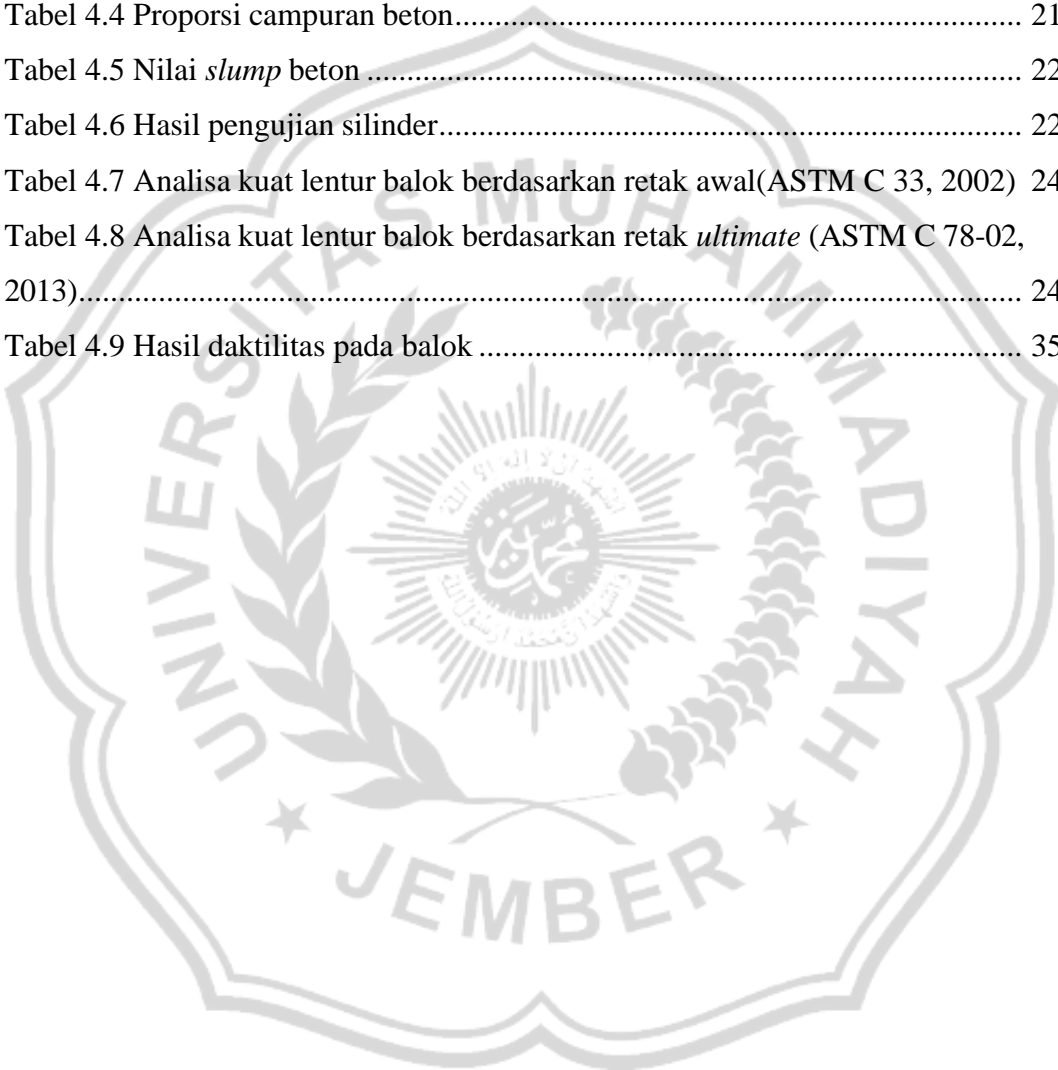 Tabel 4.4 Proporsi campuran beton.................................................................... 21
Tabel 4.5 Nilai slump beton .............................................................................. 22
Tabel 4.6 Hasil pengujian silinder...................................................................... 22
Tabel 4.7 Analisa kuat lentur balok berdasarkan retak awal(ASTM C 33, 2002) 24
Tabel 4.8 Analisa kuat lentur balok berdasarkan retak ultimate (ASTM C 78-02,
2013)................................................................................................................. 24
Tabel 4.9 Hasil daktilitas pada balok ................................................................. 35
UNIVERSITAS MUHAMMADIYAH
JEMBER